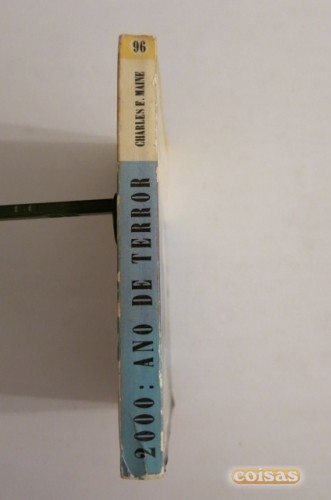 96
CHARLES E. MAINE
2000: ANO DE TERROR
coisas